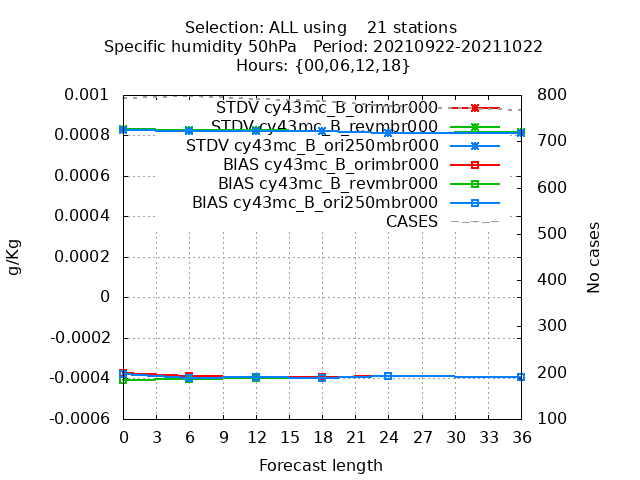 Selection: ALL using    21 stations
Specific humidity 50hPa   Period: 20210922-20211022
Hours: {00,06,12,18}
0.001
0.0008
0.0006
0.0004
0.0002
0
-0.0002
-0.0004
-0.0006
g/Kg
STDV cy43mc_B_orimbr000
STDV cy43mc_B_revmbr000
STDV cy43mc_B_ori250mbr000
BIAS cy43mc_B_orimbr000
BIAS cy43mc_B_revmbr000
BIAS cy43mc_B_ori250mbr000
CASES
800
700
600
500
400
300
200
100
No cases
0 3 6 9 12 15 18 21 24 27 30 33 36
Forecast length